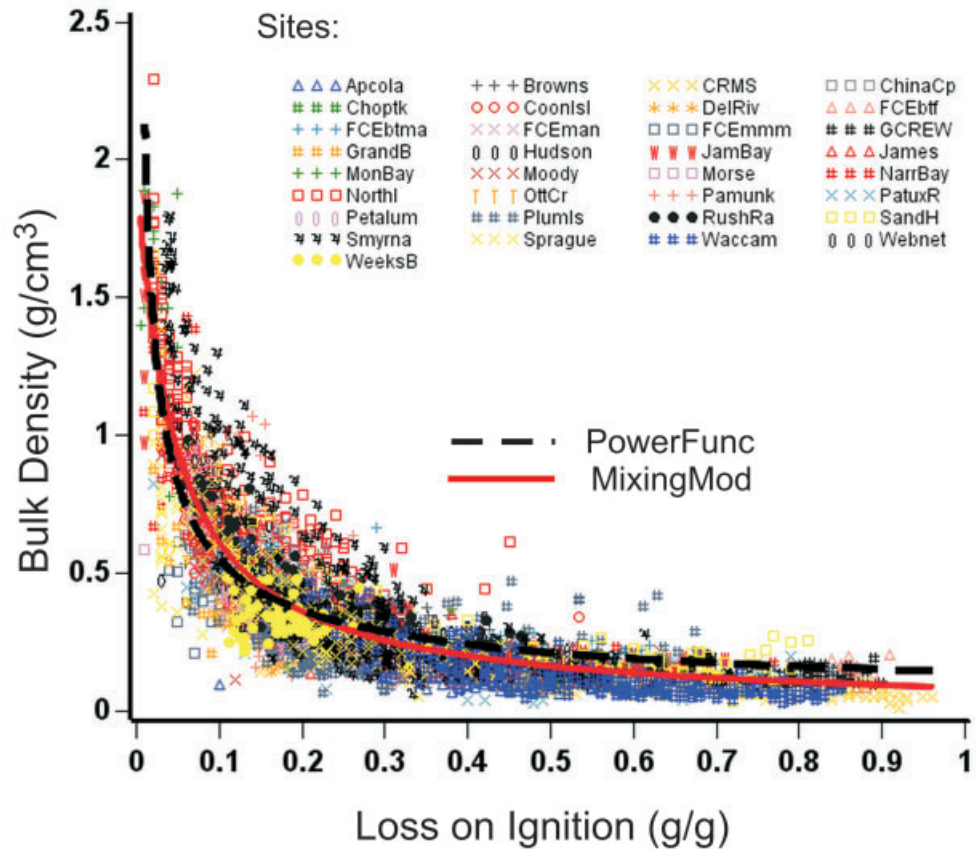 Sites:
Apcola Browns CRMS ChinaCp
Choptk CoonIsl DelRiv FCEbtf
FCEbtma FCEman FCEmmm GCREW
GrandB Hudson JamBay James
MonBay Moody Morse NarrBay
NorthI OttCr Pamunk PatuxR
Petalum PlumIs RushRa SandH
Smyrna Sprague Waccam Webnet
WeeksB
PowerFunc
MixingMod
Bulk Density (g/cm³)
2.5
2
1.5
1
0.5
0
0 0.1 0.2 0.3 0.4 0.5 0.6 0.7 0.8 0.9 1
Loss on Ignition (g/g)